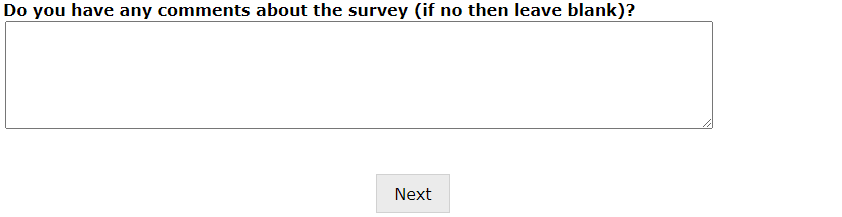 Do you have any comments about the survey (if no then leave blank)?
Next